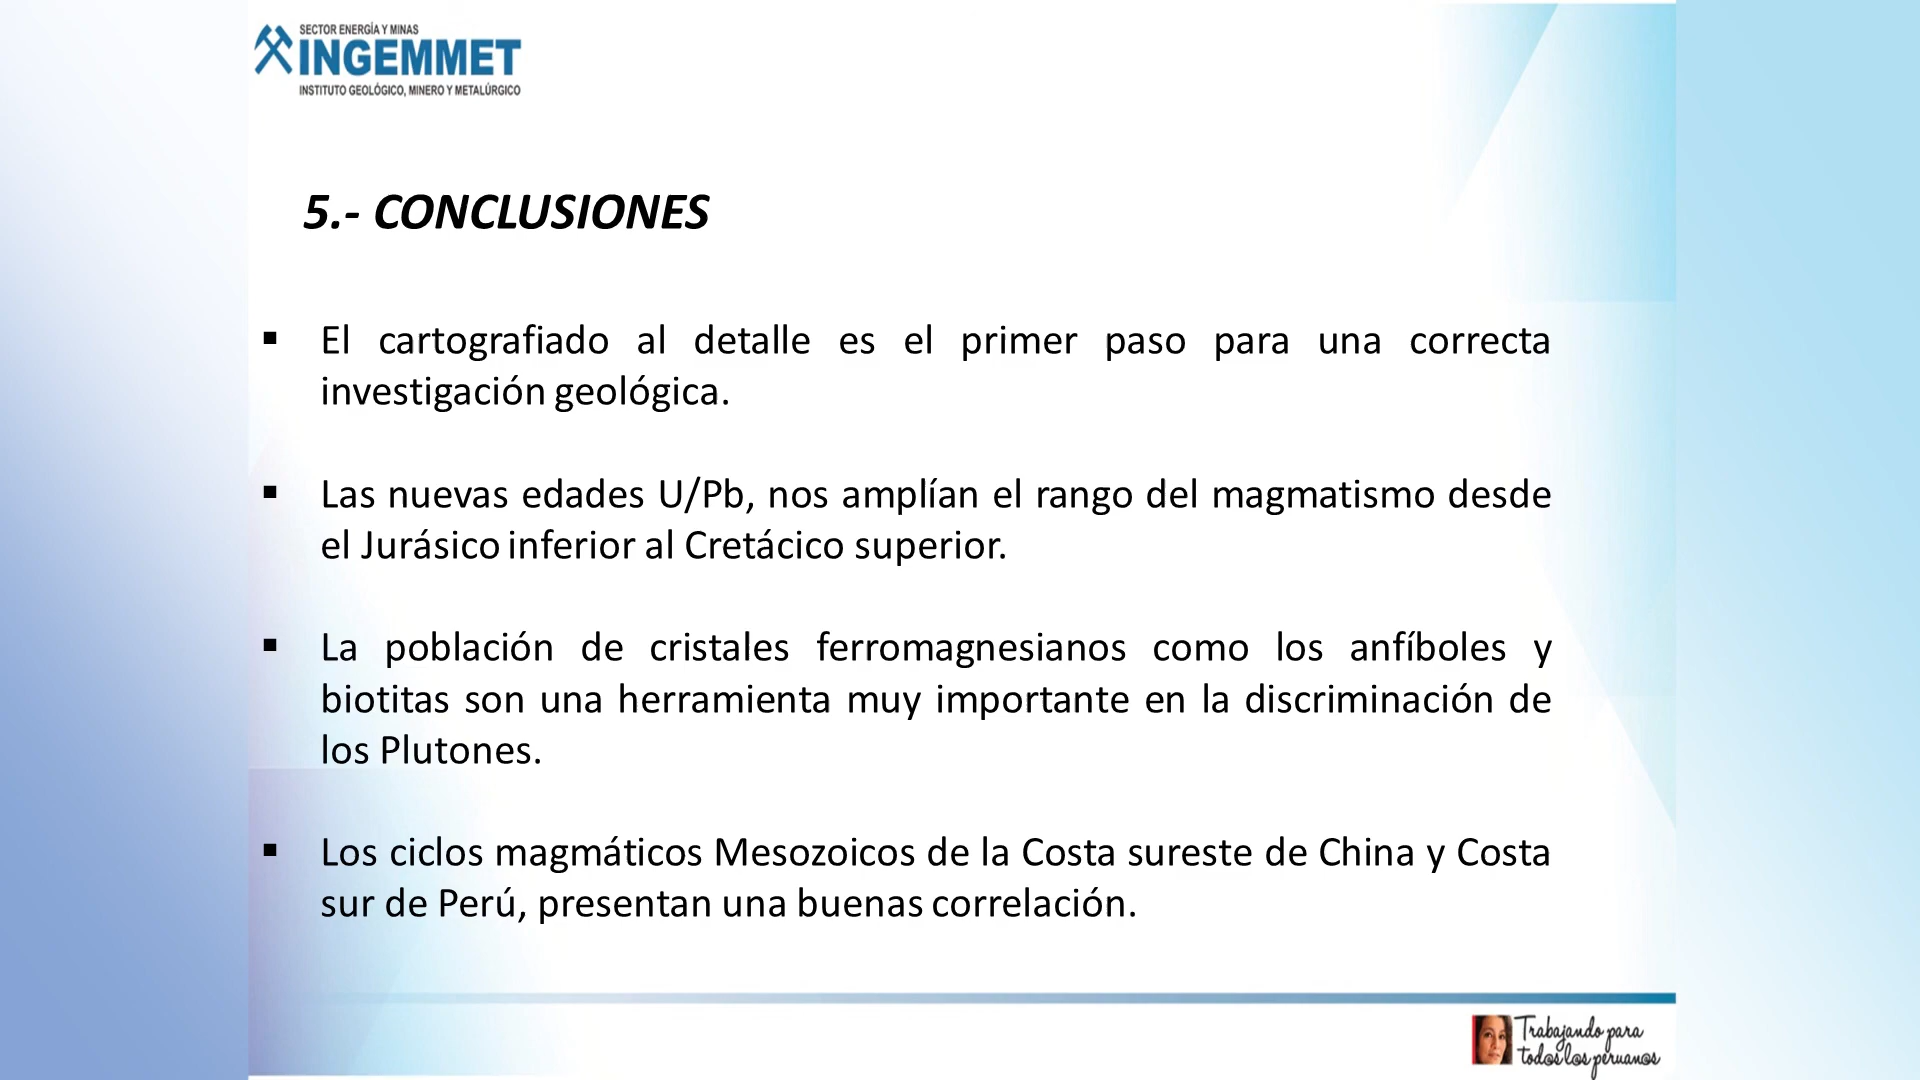 SECTOR ENERGÍA Y MINAS
INGEMMET
INSTITUTO GEOLÓGICO, MINERO Y METALÚRGICO
5.- CONCLUSIONES
▪ El cartografiado al detalle es el primer paso para una correcta
investigación geológica.
▪ Las nuevas edades U/Pb, nos amplían el rango del magmatismo desde
el Jurásico inferior al Cretácico superior.
▪ La población de cristales ferromagnesianos como los anfíboles y
biotitas son una herramienta muy importante en la discriminación de
los Plutones.
▪ Los ciclos magmáticos Mesozoicos de la Costa sureste de China y Costa
sur de Perú, presentan una buenas correlación.
Trabajando para
todos los peruanos